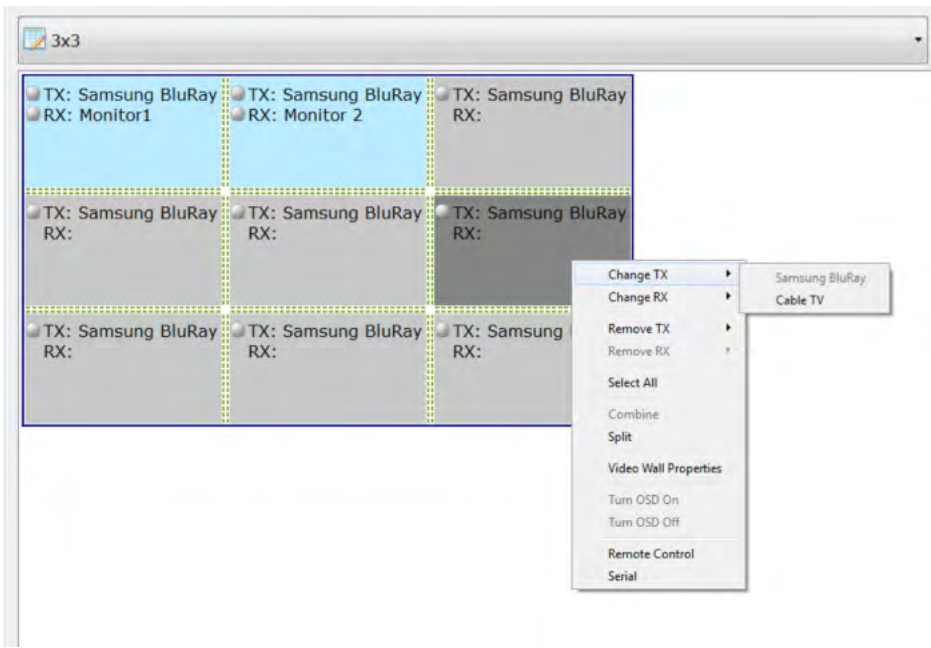 3x3
TX: Samsung BluRay
RX: Monitor1
TX: Samsung BluRay
RX: Monitor 2
TX: Samsung BluRay
RX:
TX: Samsung BluRay
RX:
TX: Samsung BluRay
RX:
TX: Samsung BluRay
RX:
TX: Samsung BluRay
RX:
TX: Samsung BluRay
RX:
TX: Samsung
RX:
Change TX
Change RX
Remove TX
Remove RX
Select All
Combine
Split
Video Wall Properties
Turn OSD On
Turn OSD Off
Remote Control
Serial
Samsung BluRay
Cable TV